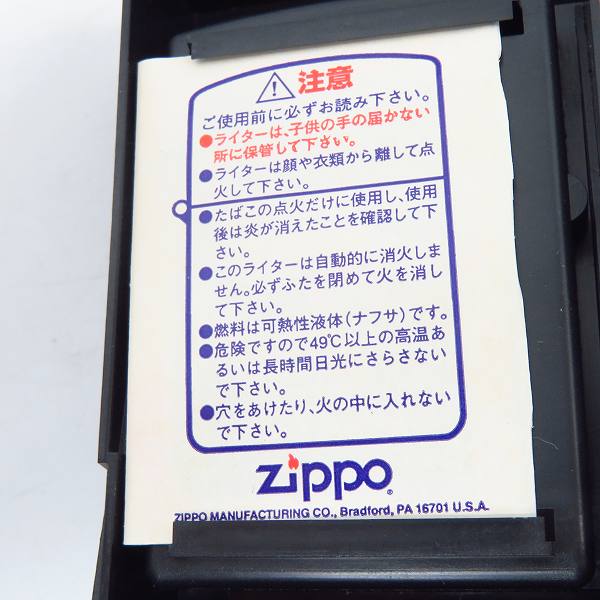 注意
ご使用前に必ずお読み下さい。
●ライターは、子供の手の届かない
所に保管して下さい。
●ライターは顔や衣類から離して点
火して下さい。
●たばこの点火だけに使用し、使用
後は炎が消えたことを確認して下
さい。
●このライターは自動的に消火しま
せん。必ずふたを閉めて火を消し
て下さい。
●燃料は可熱性液体(ナフサ)です。
●危険ですので49℃以上の高温あ
るいは長時間日光にさらさない
で下さい。
●穴をあけたり、火の中に入れない
で下さい。
zippo®
ZIPPO MANUFACTURING CO., Bradford, PA 16701 U.S.A.